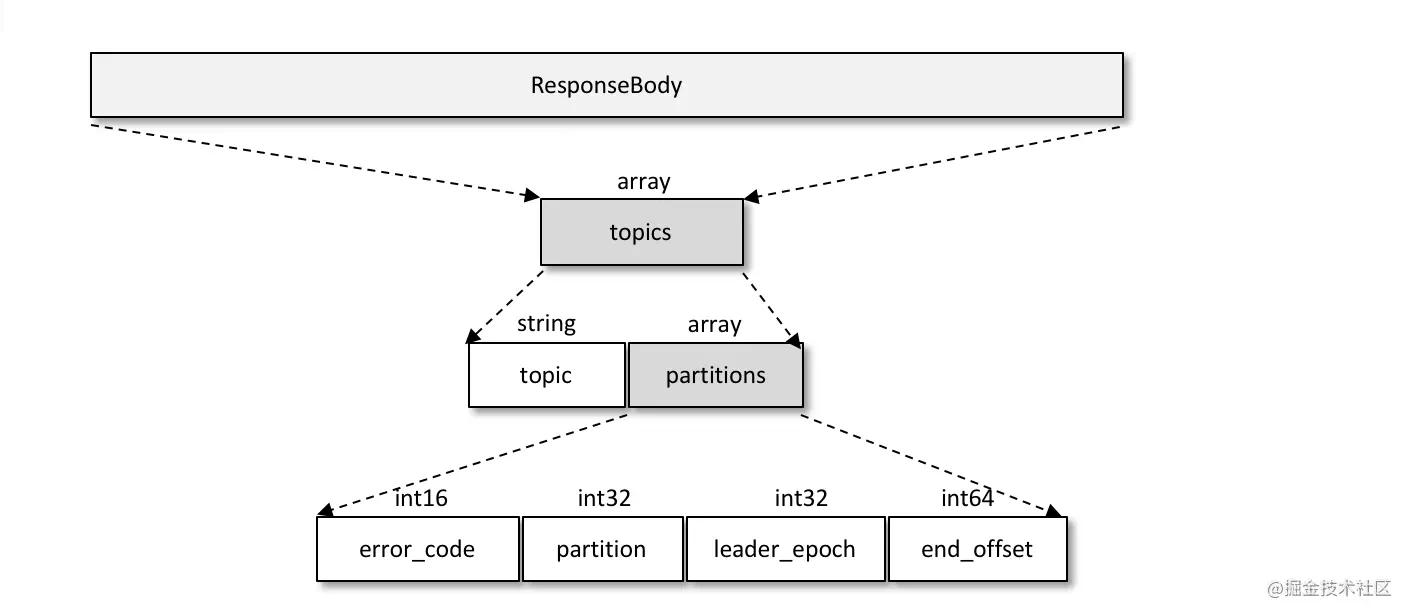 ResponseBody
array
topics
string array
topic partitions
int16 int32 int32 int64
error_code partition leader_epoch end_offset
@掘金技术社区